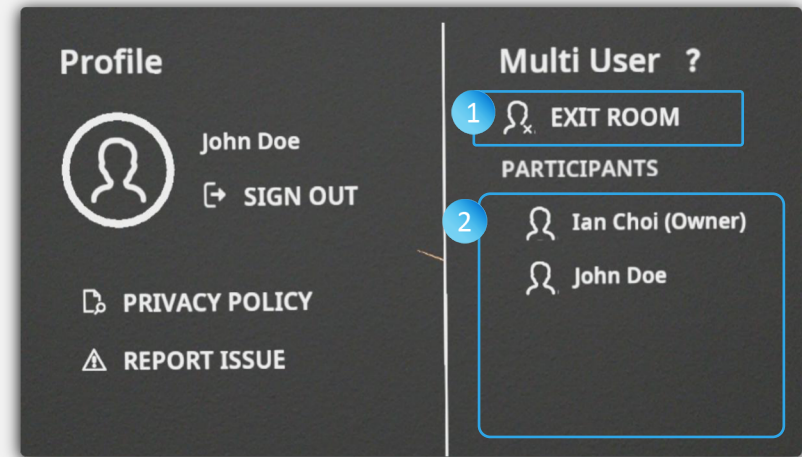 Profile
John Doe
SIGN OUT
PRIVACY POLICY
REPORT ISSUE
Multi User ?
1
EXIT ROOM
PARTICIPANTS
2
Ian Choi (Owner)
John Doe